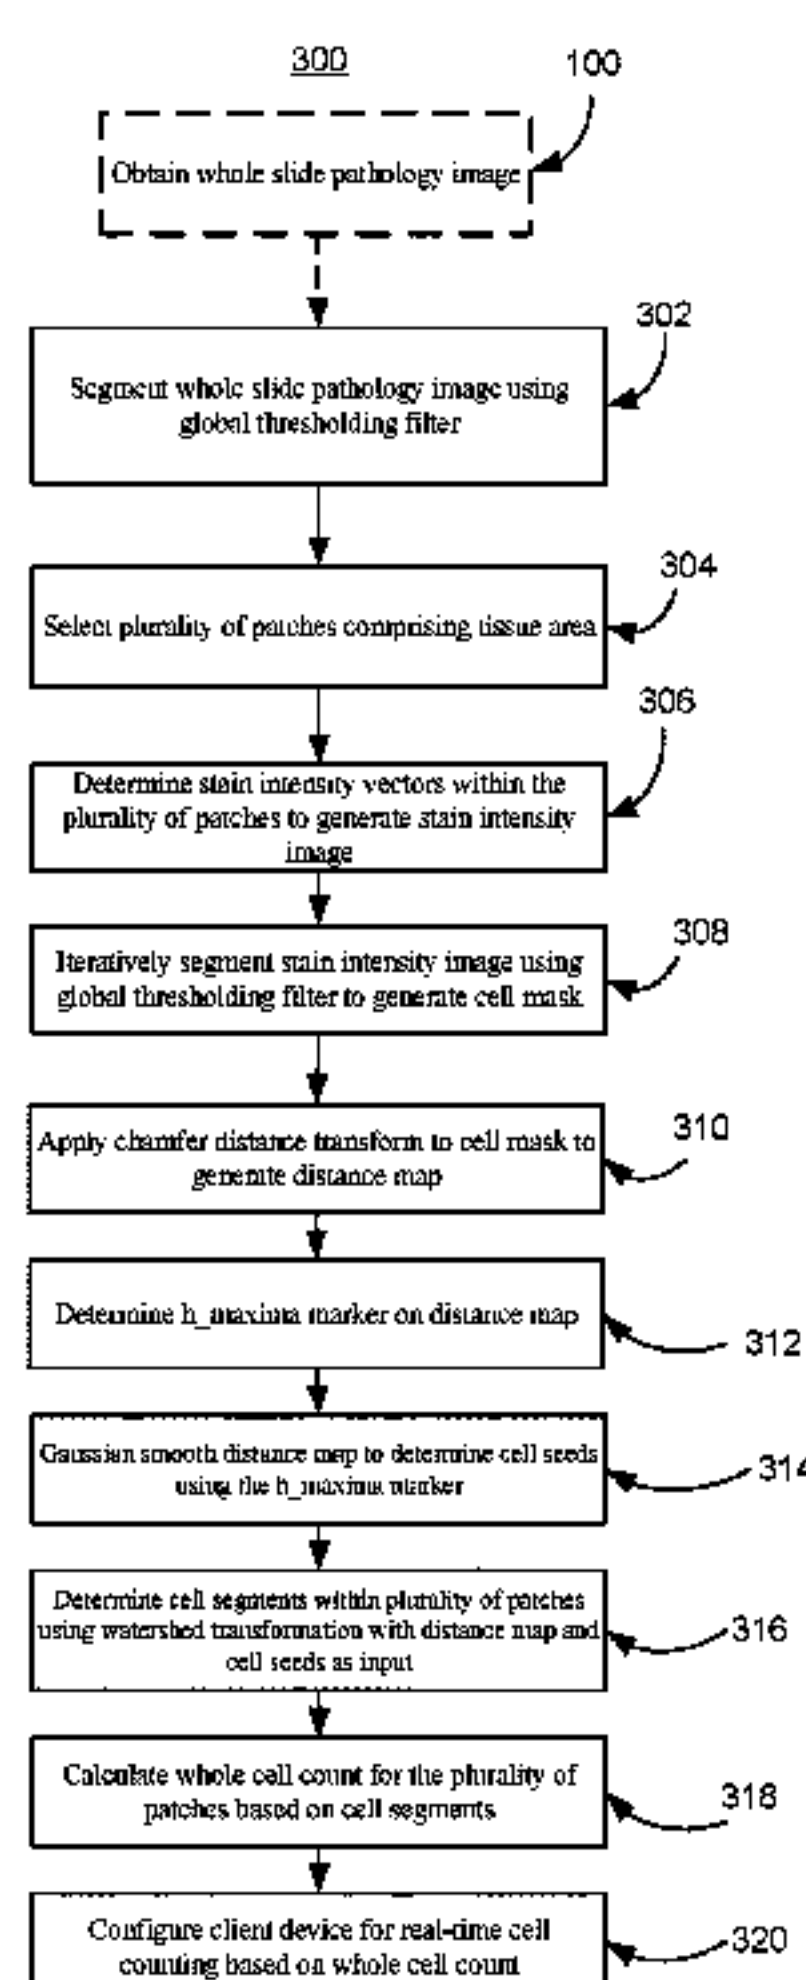 300
100
Obtain whole slide pathology image
302
Segment whole slide pathology image using
global thresholding filter
304
Select plurality of patches comprising tissue area
306
Determine stain intensity vectors within the
plurality of patches to generate stain intensity
image
308
Iteratively segment stain intensity image using
global thresholding filter to generate cell mask
310
Apply chamfer distance transform to cell mask to
generate distance map
Determine h_maxima marker on distance map
312
Gaussian smooth distance map to determine cell seeds
using the h_maxima marker
314
Determine cell segments within plurality of patches
using watershed transformation with distance map and
cell seeds as input
316
Calculate whole cell count for the plurality of
patches based on cell segments
318
Configure client device for real-time cell
counting based on whole cell count
320